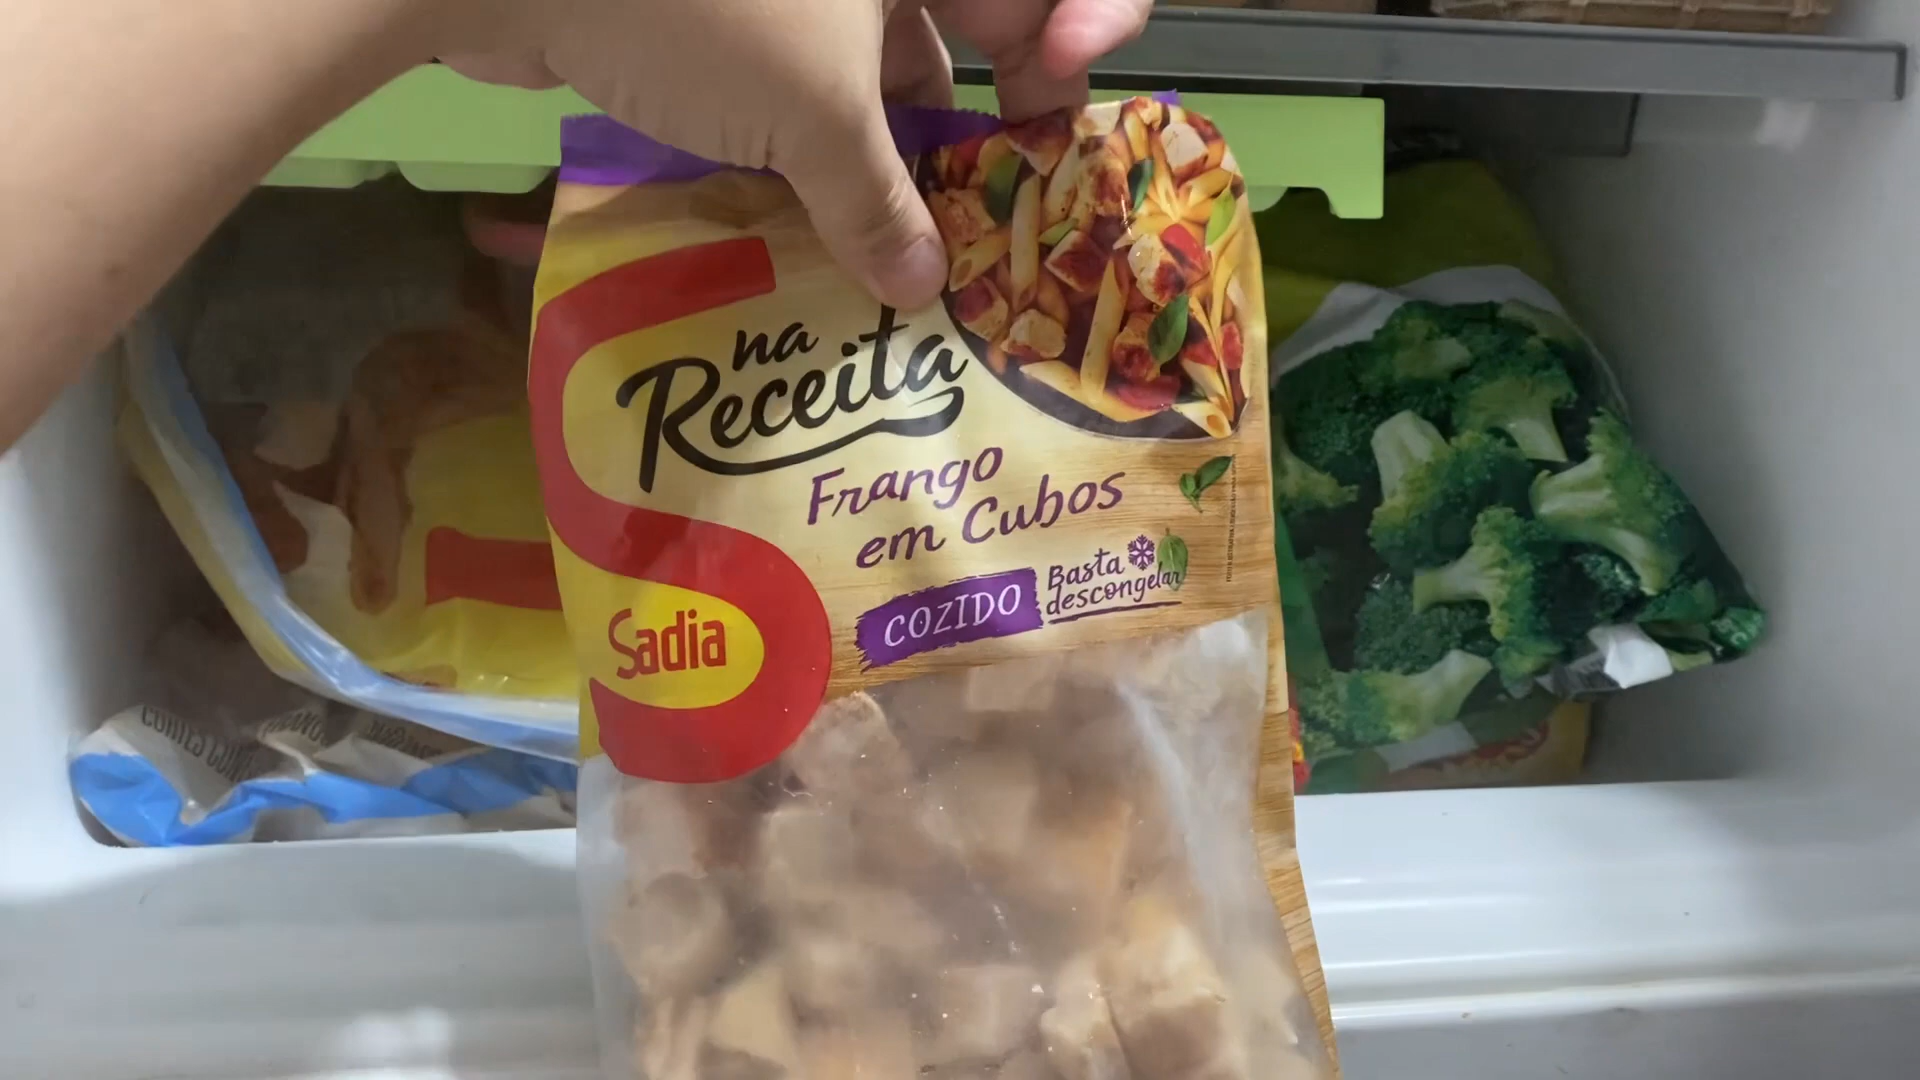 na
Receita
Frango
em Cubos
COZIDO
Basta
descongelar
Sadia